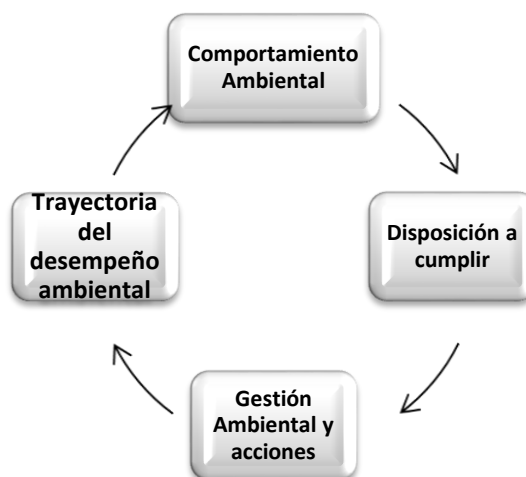 Comportamiento
Ambiental
Trayectoria
del
desempeño
ambiental
Disposición a
cumplir
Gestión
Ambiental y
acciones